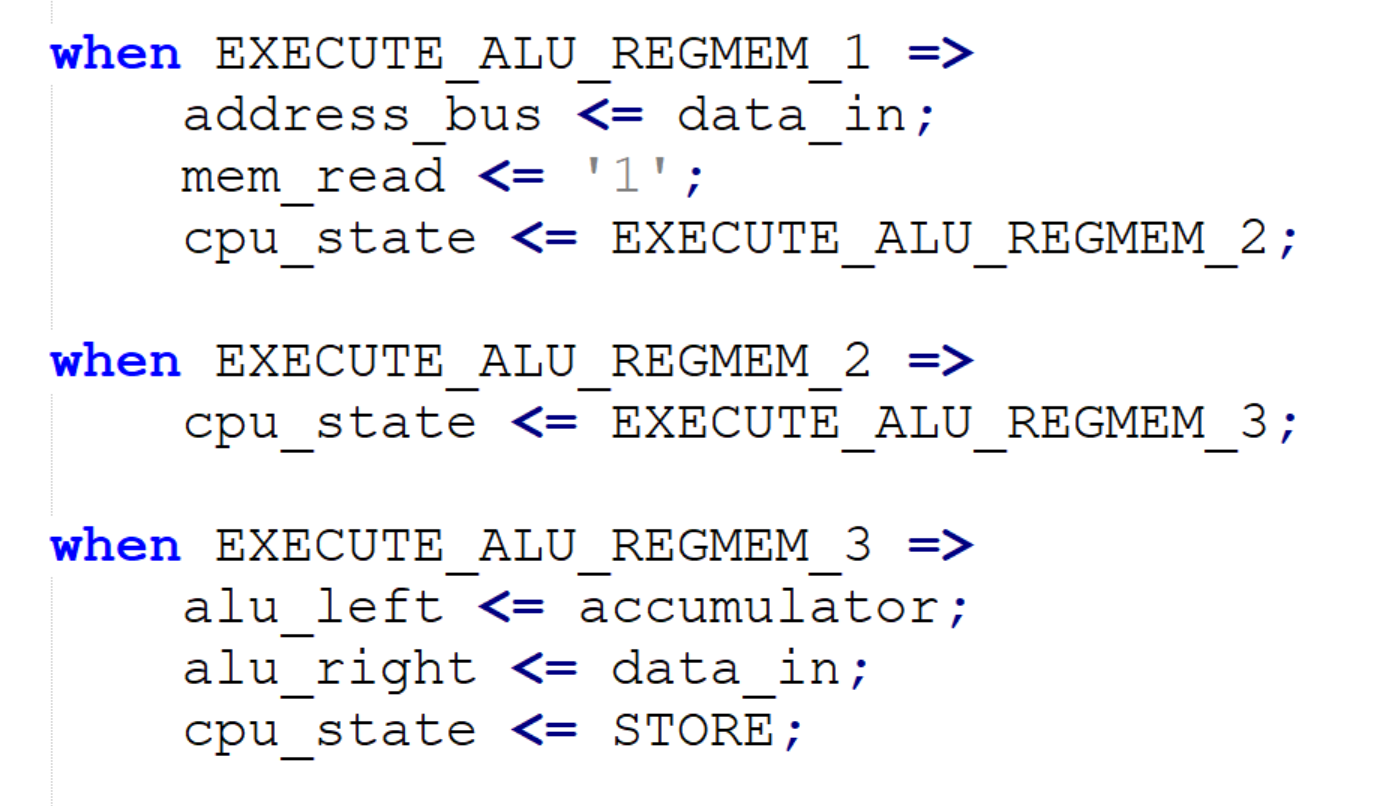 when EXECUTE_ALU_REGMEM_1 =>
address_bus <= data_in;
mem_read <= '1';
cpu_state <= EXECUTE_ALU_REGMEM_2;
when EXECUTE_ALU_REGMEM_2 =>
cpu_state <= EXECUTE_ALU_REGMEM_3;
when EXECUTE_ALU_REGMEM_3 =>
alu_left <= accumulator;
alu_right <= data_in;
cpu_state <= STORE;